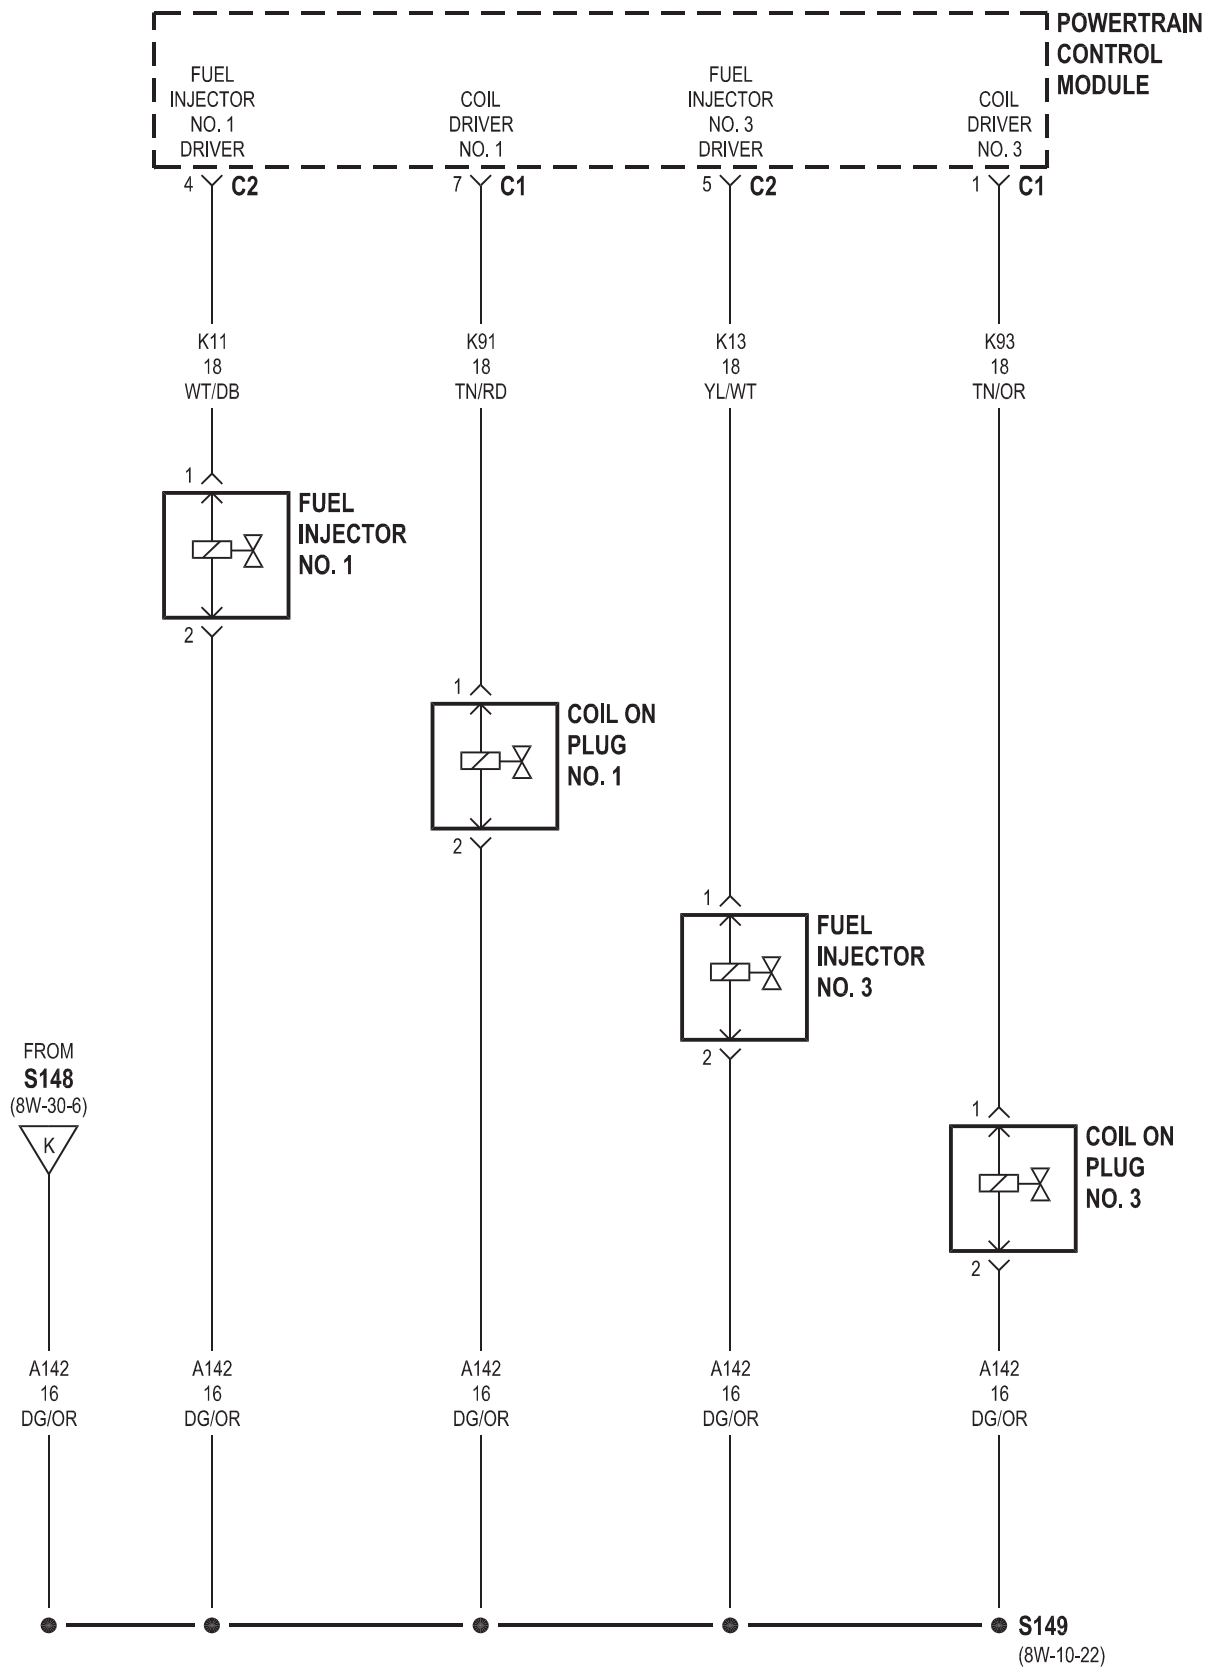 POWERTRAIN
CONTROL
MODULE
FUEL
INJECTOR
NO. 1
DRIVER
COIL
DRIVER
NO. 1
FUEL
INJECTOR
NO. 3
DRIVER
COIL
DRIVER
NO. 3
4 C2
7 C1
5 C2
1 C1
K11
18
WT/DB
K91
18
TN/RD
K13
18
YL/WT
K93
18
TN/OR
1
FUEL
INJECTOR
NO. 1
2
1
COIL ON
PLUG
NO. 1
2
1
FUEL
INJECTOR
NO. 3
2
FROM
S148
(8W-30-6)
K
1
COIL ON
PLUG
NO. 3
2
A142
16
DG/OR
A142
16
DG/OR
A142
16
DG/OR
A142
16
DG/OR
A142
16
DG/OR
S149
(8W-10-22)